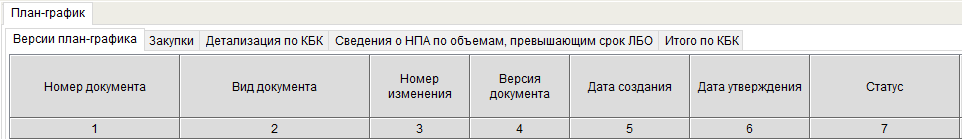 План-график
Версии план-графика Закупки Детализация по КБК Сведения о НПА по объемам, превышающим срок ЛБО Итого по КБК
Номер документа Вид документа Номер изменения Версия документа Дата создания Дата утверждения Статус
1 2 3 4 5 6 7